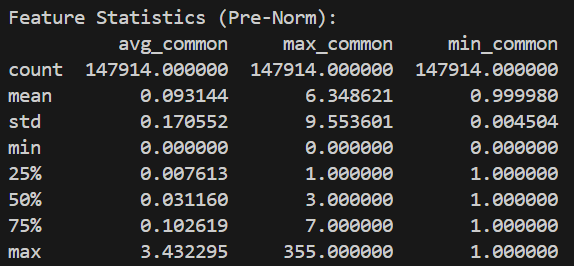 Feature Statistics (Pre-Norm):
avg_common max_common min_common
count 147914.000000 147914.000000 147914.000000
mean 0.093144 6.348621 0.999980
std 0.170552 9.553601 0.004504
min 0.000000 0.000000 0.000000
25% 0.007613 1.000000 1.000000
50% 0.031160 3.000000 1.000000
75% 0.102619 7.000000 1.000000
max 3.432295 355.000000 1.000000